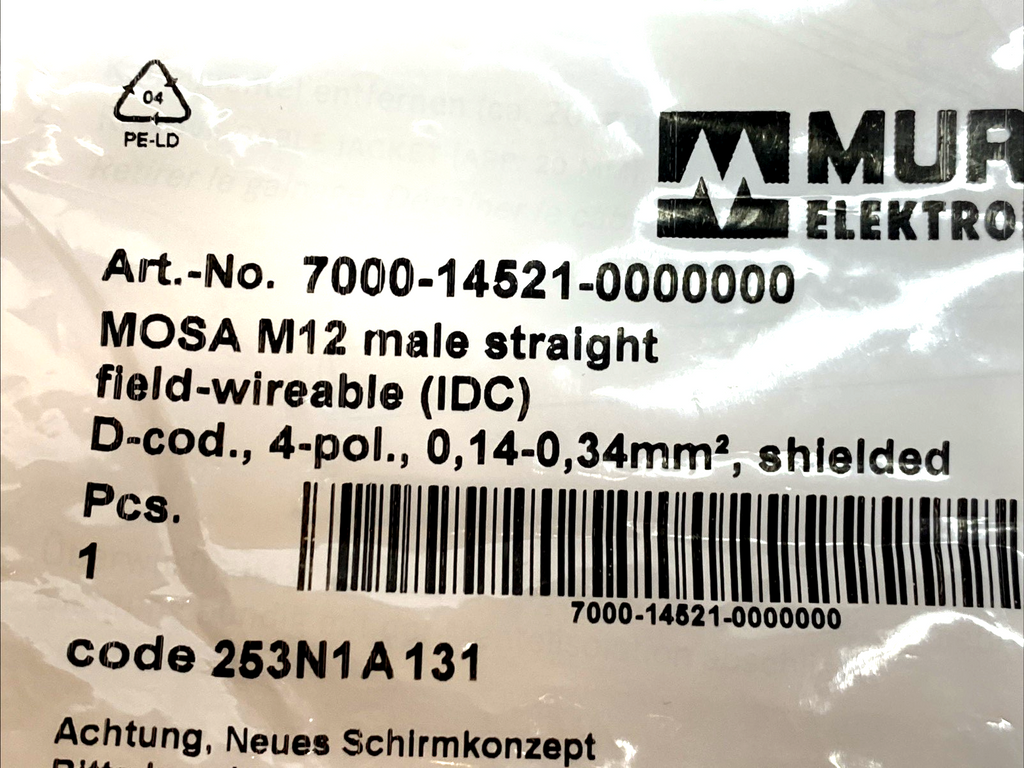 04
PE-LD
MUR
ELEKTRO
Art.-No. 7000-14521-0000000
MOSA M12 male straight
field-wireable (IDC)
D-cod., 4-pol., 0,14-0,34mm², shielded
Pcs.
1
7000-14521-0000000
code 253N1A131
Achtung, Neues Schirmkonzept